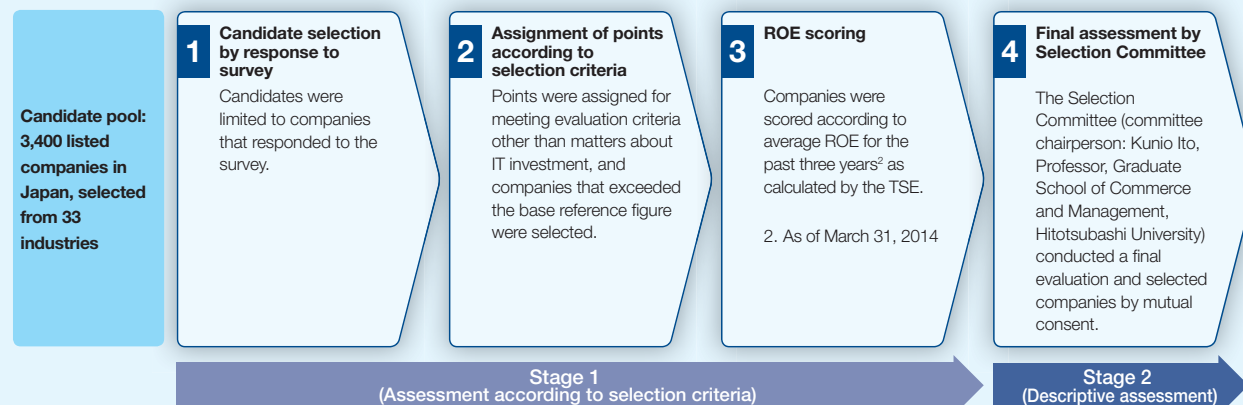 Candidate pool:
3,400 listed
companies in
Japan, selected
from 33
industries
1
Candidate selection
by response to
survey
Candidates were
limited to companies
that responded to the
survey.
2
Assignment of points
according to
selection criteria
Points were assigned for
meeting evaluation criteria
other than matters about
IT investment, and
companies that exceeded
the base reference figure
were selected.
3
ROE scoring
Companies were
scored according to
average ROE for the
past three years² as
calculated by the TSE.
2. As of March 31, 2014
4
Final assessment by
Selection Committee
The Selection
Committee (committee
chairperson: Kunio Ito,
Professor, Graduate
School of Commerce
and Management,
Hitotsubashi University)
conducted a final
evaluation and selected
companies by mutual
consent.
Stage 1
(Assessment according to selection criteria)
Stage 2
(Descriptive assessment)